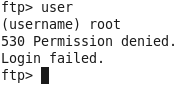 ftp> user
(username) root
530 Permission denied.
Login failed.
ftp>